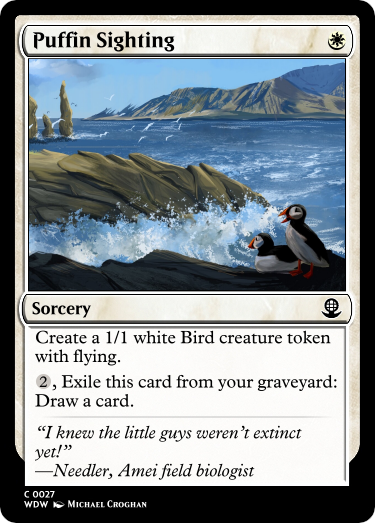 Puffin Sighting
Sorcery
Create a 1/1 white Bird creature token
with flying.
2, Exile this card from your graveyard:
Draw a card.
“I knew the little guys weren’t extinct
yet!”
—Needler, Amei field biologist
C 0027
WDW Michael Croghan